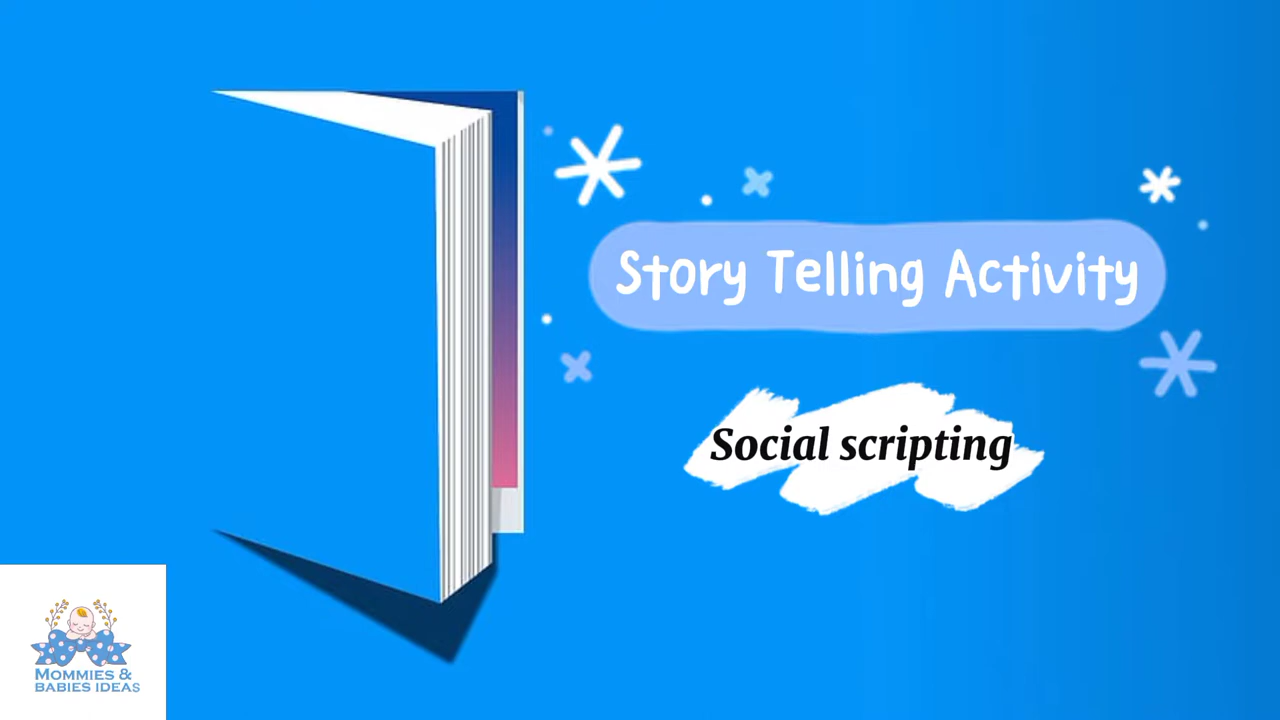 Story Telling Activity
Social scripting
MOMMIES &
BABIES IDEAS